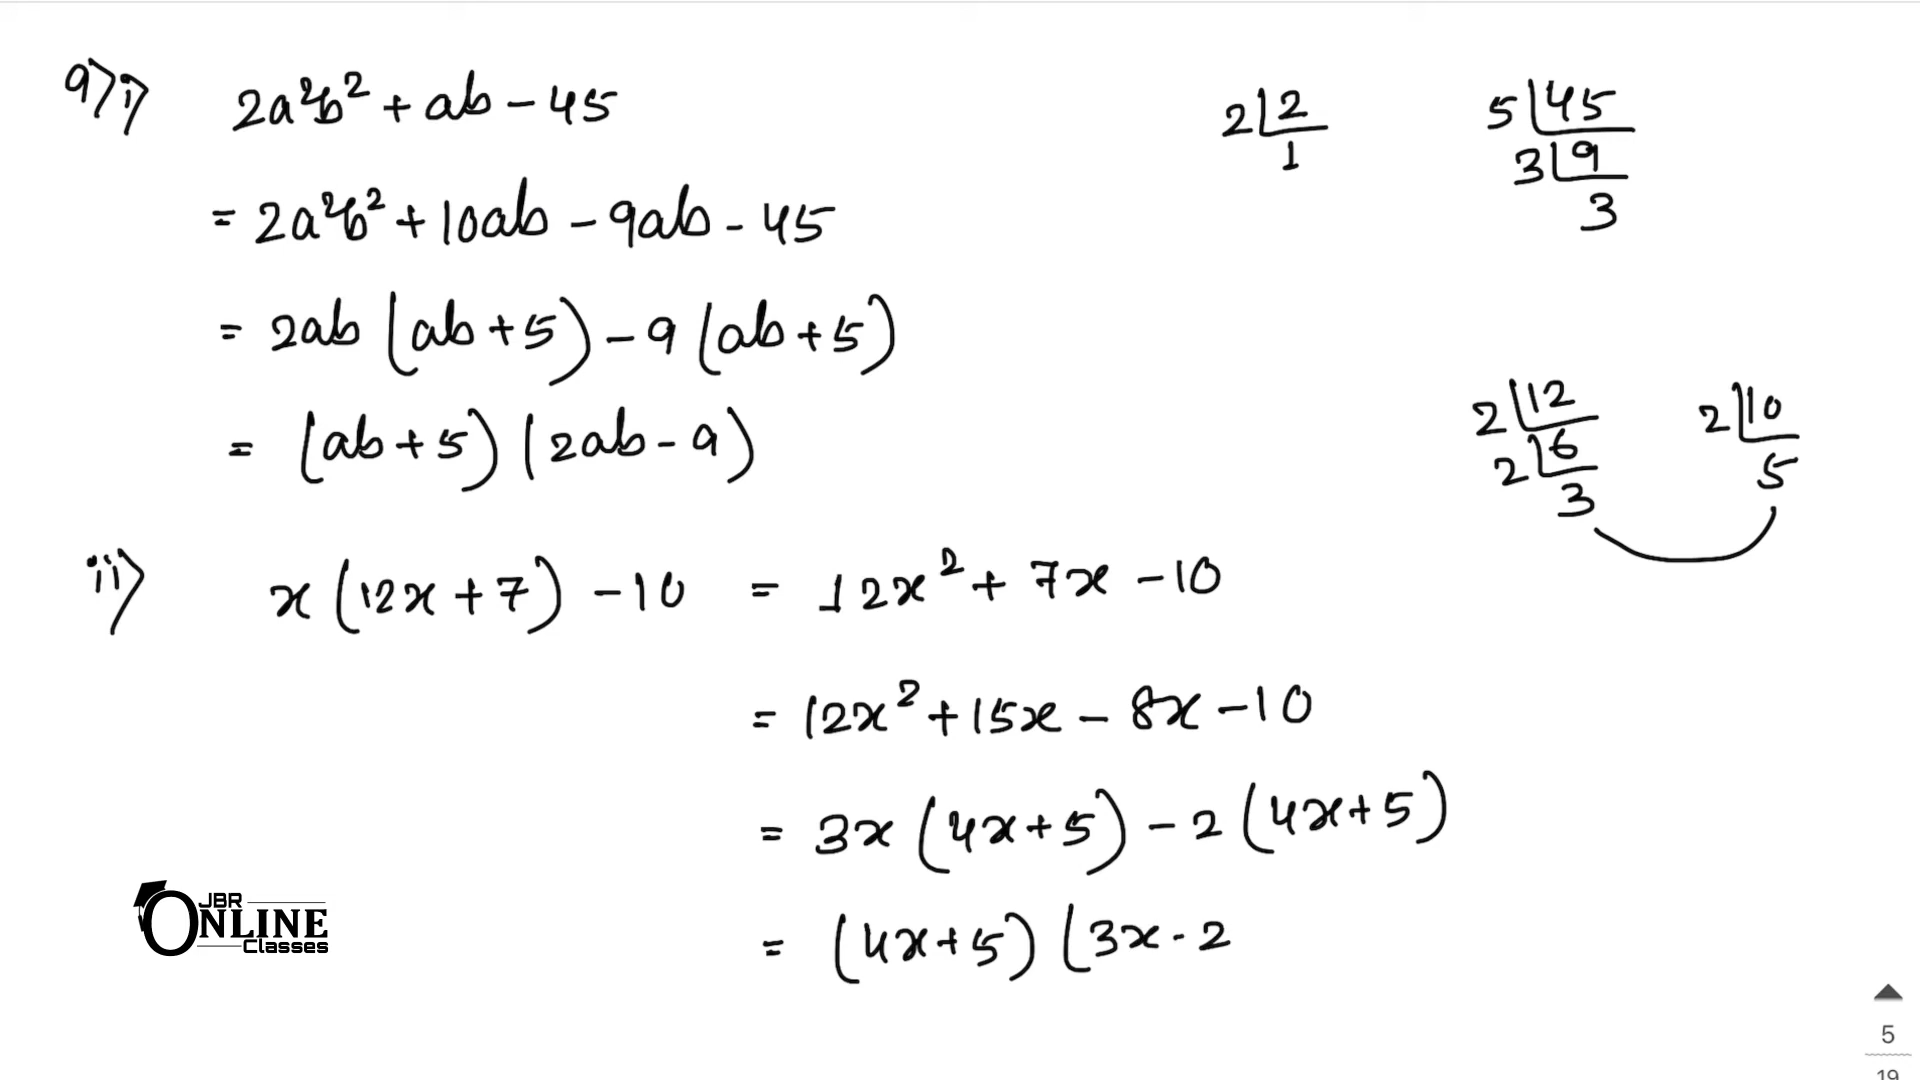 9) i) 2a²b² + ab - 45
= 2a²b² + 10ab - 9ab - 45
= 2ab (ab + 5) - 9 (ab + 5)
= (ab + 5) (2ab - 9)
2 | 2
1
5 | 45
3 | 9
3
2 | 12
2 | 6
3
2 | 10
5
ii) x (12x + 7) - 10 = 12x² + 7x - 10
= 12x² + 15x - 8x - 10
= 3x (4x + 5) - 2 (4x + 5)
= (4x + 5) (3x - 2
JBR
ONLINE
Classes
5
19